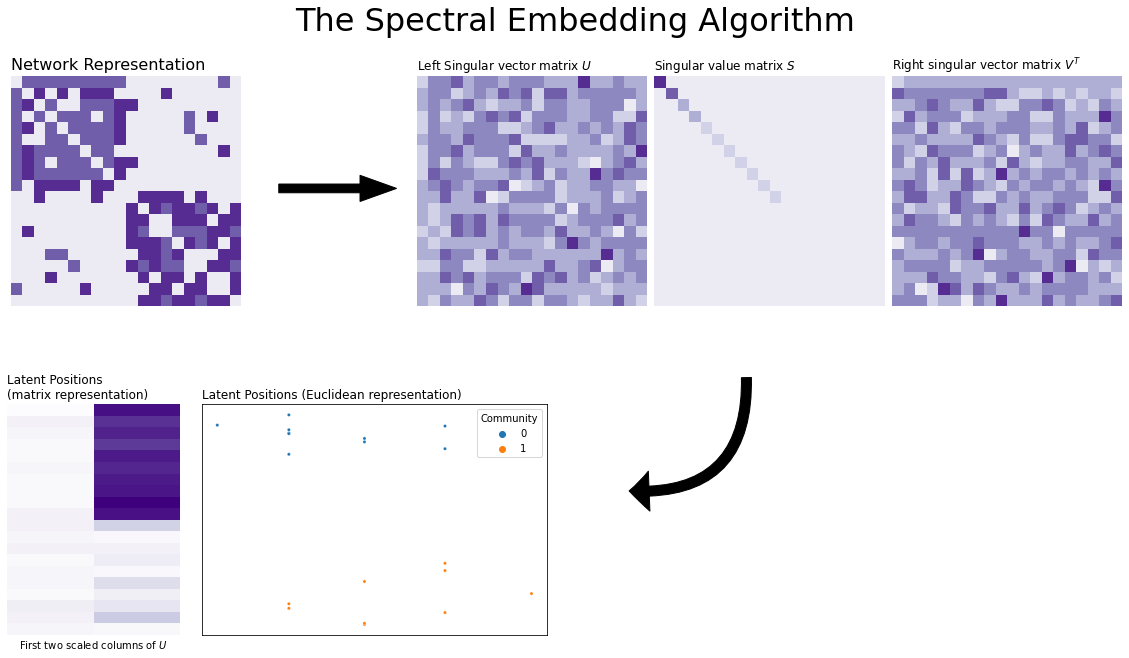 The Spectral Embedding Algorithm
Network Representation
Left Singular vector matrix U
Singular value matrix S
Right singular vector matrix V^T
Latent Positions
(matrix representation)
Latent Positions (Euclidean representation)
Community
0
1
First two scaled columns of U